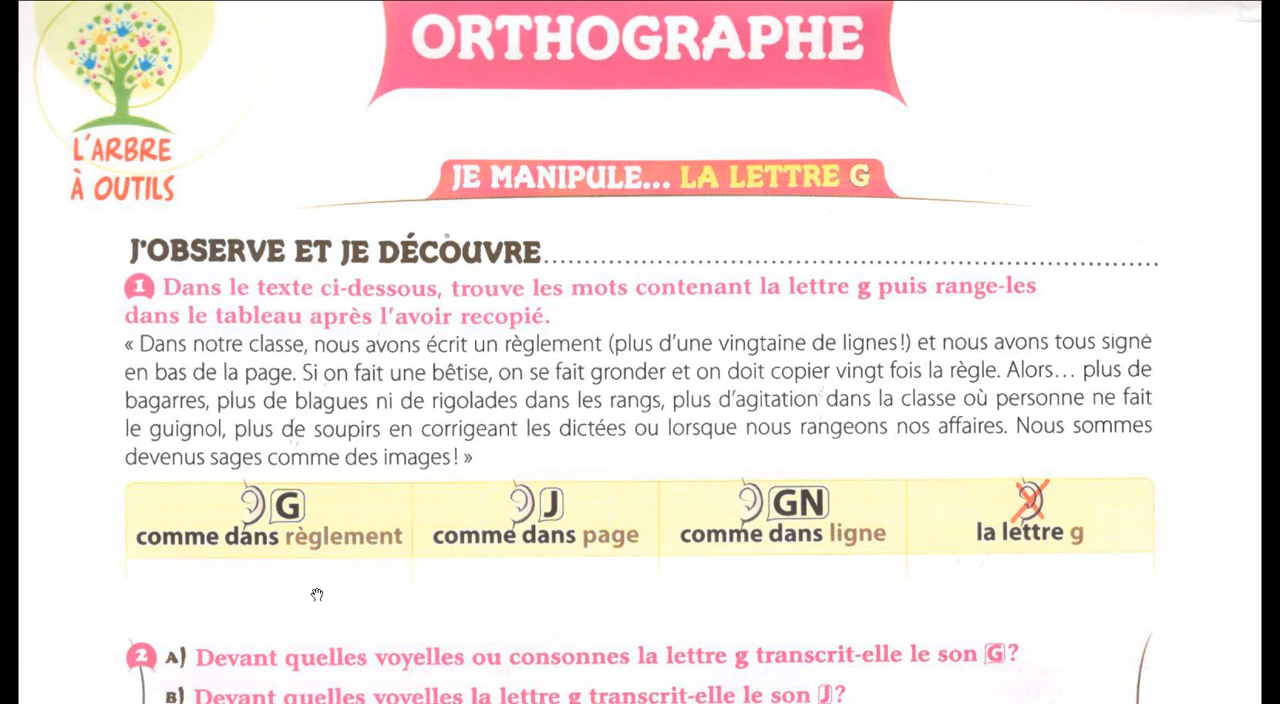 ORTHOGRAPHE
L'ARBRE
À OUTILS
JE MANIPULE... LA LETTRE G
J'OBSERVE ET JE DÉCOUVRE
1 Dans le texte ci-dessous, trouve les mots contenant la lettre g puis range-les
dans le tableau après l'avoir recopié.
« Dans notre classe, nous avons écrit un règlement (plus d'une vingtaine de lignes!) et nous avons tous signé
en bas de la page. Si on fait une bêtise, on se fait gronder et on doit copier vingt fois la règle. Alors... plus de
bagarres, plus de blagues ni de rigolades dans les rangs, plus d'agitation dans la classe où personne ne fait
le guignol, plus de soupirs en corrigeant les dictées ou lorsque nous rangeons nos affaires. Nous sommes
devenus sages comme des images! »
G J GN
comme dans règlement comme dans page comme dans ligne la lettre g
2 A) Devant quelles voyelles ou consonnes la lettre g transcrit-elle le son G?
B) Devant quelles voyelles la lettre g transcrit-elle le son J?